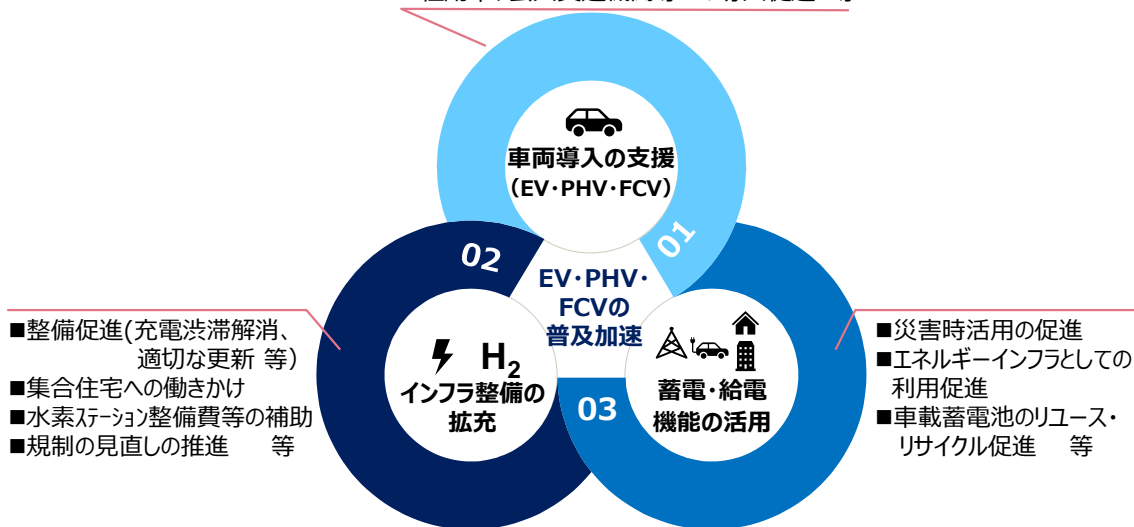 車両導入の支援
(EV・PHV・FCV)
01
02
EV・PHV・
FCVの
普及加速
■整備促進(充電渋滞解消、
適切な更新 等)
■集合住宅への働きかけ
■水素ステーション整備費等の補助
■規制の見直しの推進　等
H2
インフラ整備の
拡充
蓄電・給電
機能の活用
03
■災害時活用の促進
■エネルギーインフラとしての
利用促進
■車載蓄電池のリユース・
リサイクル促進　等